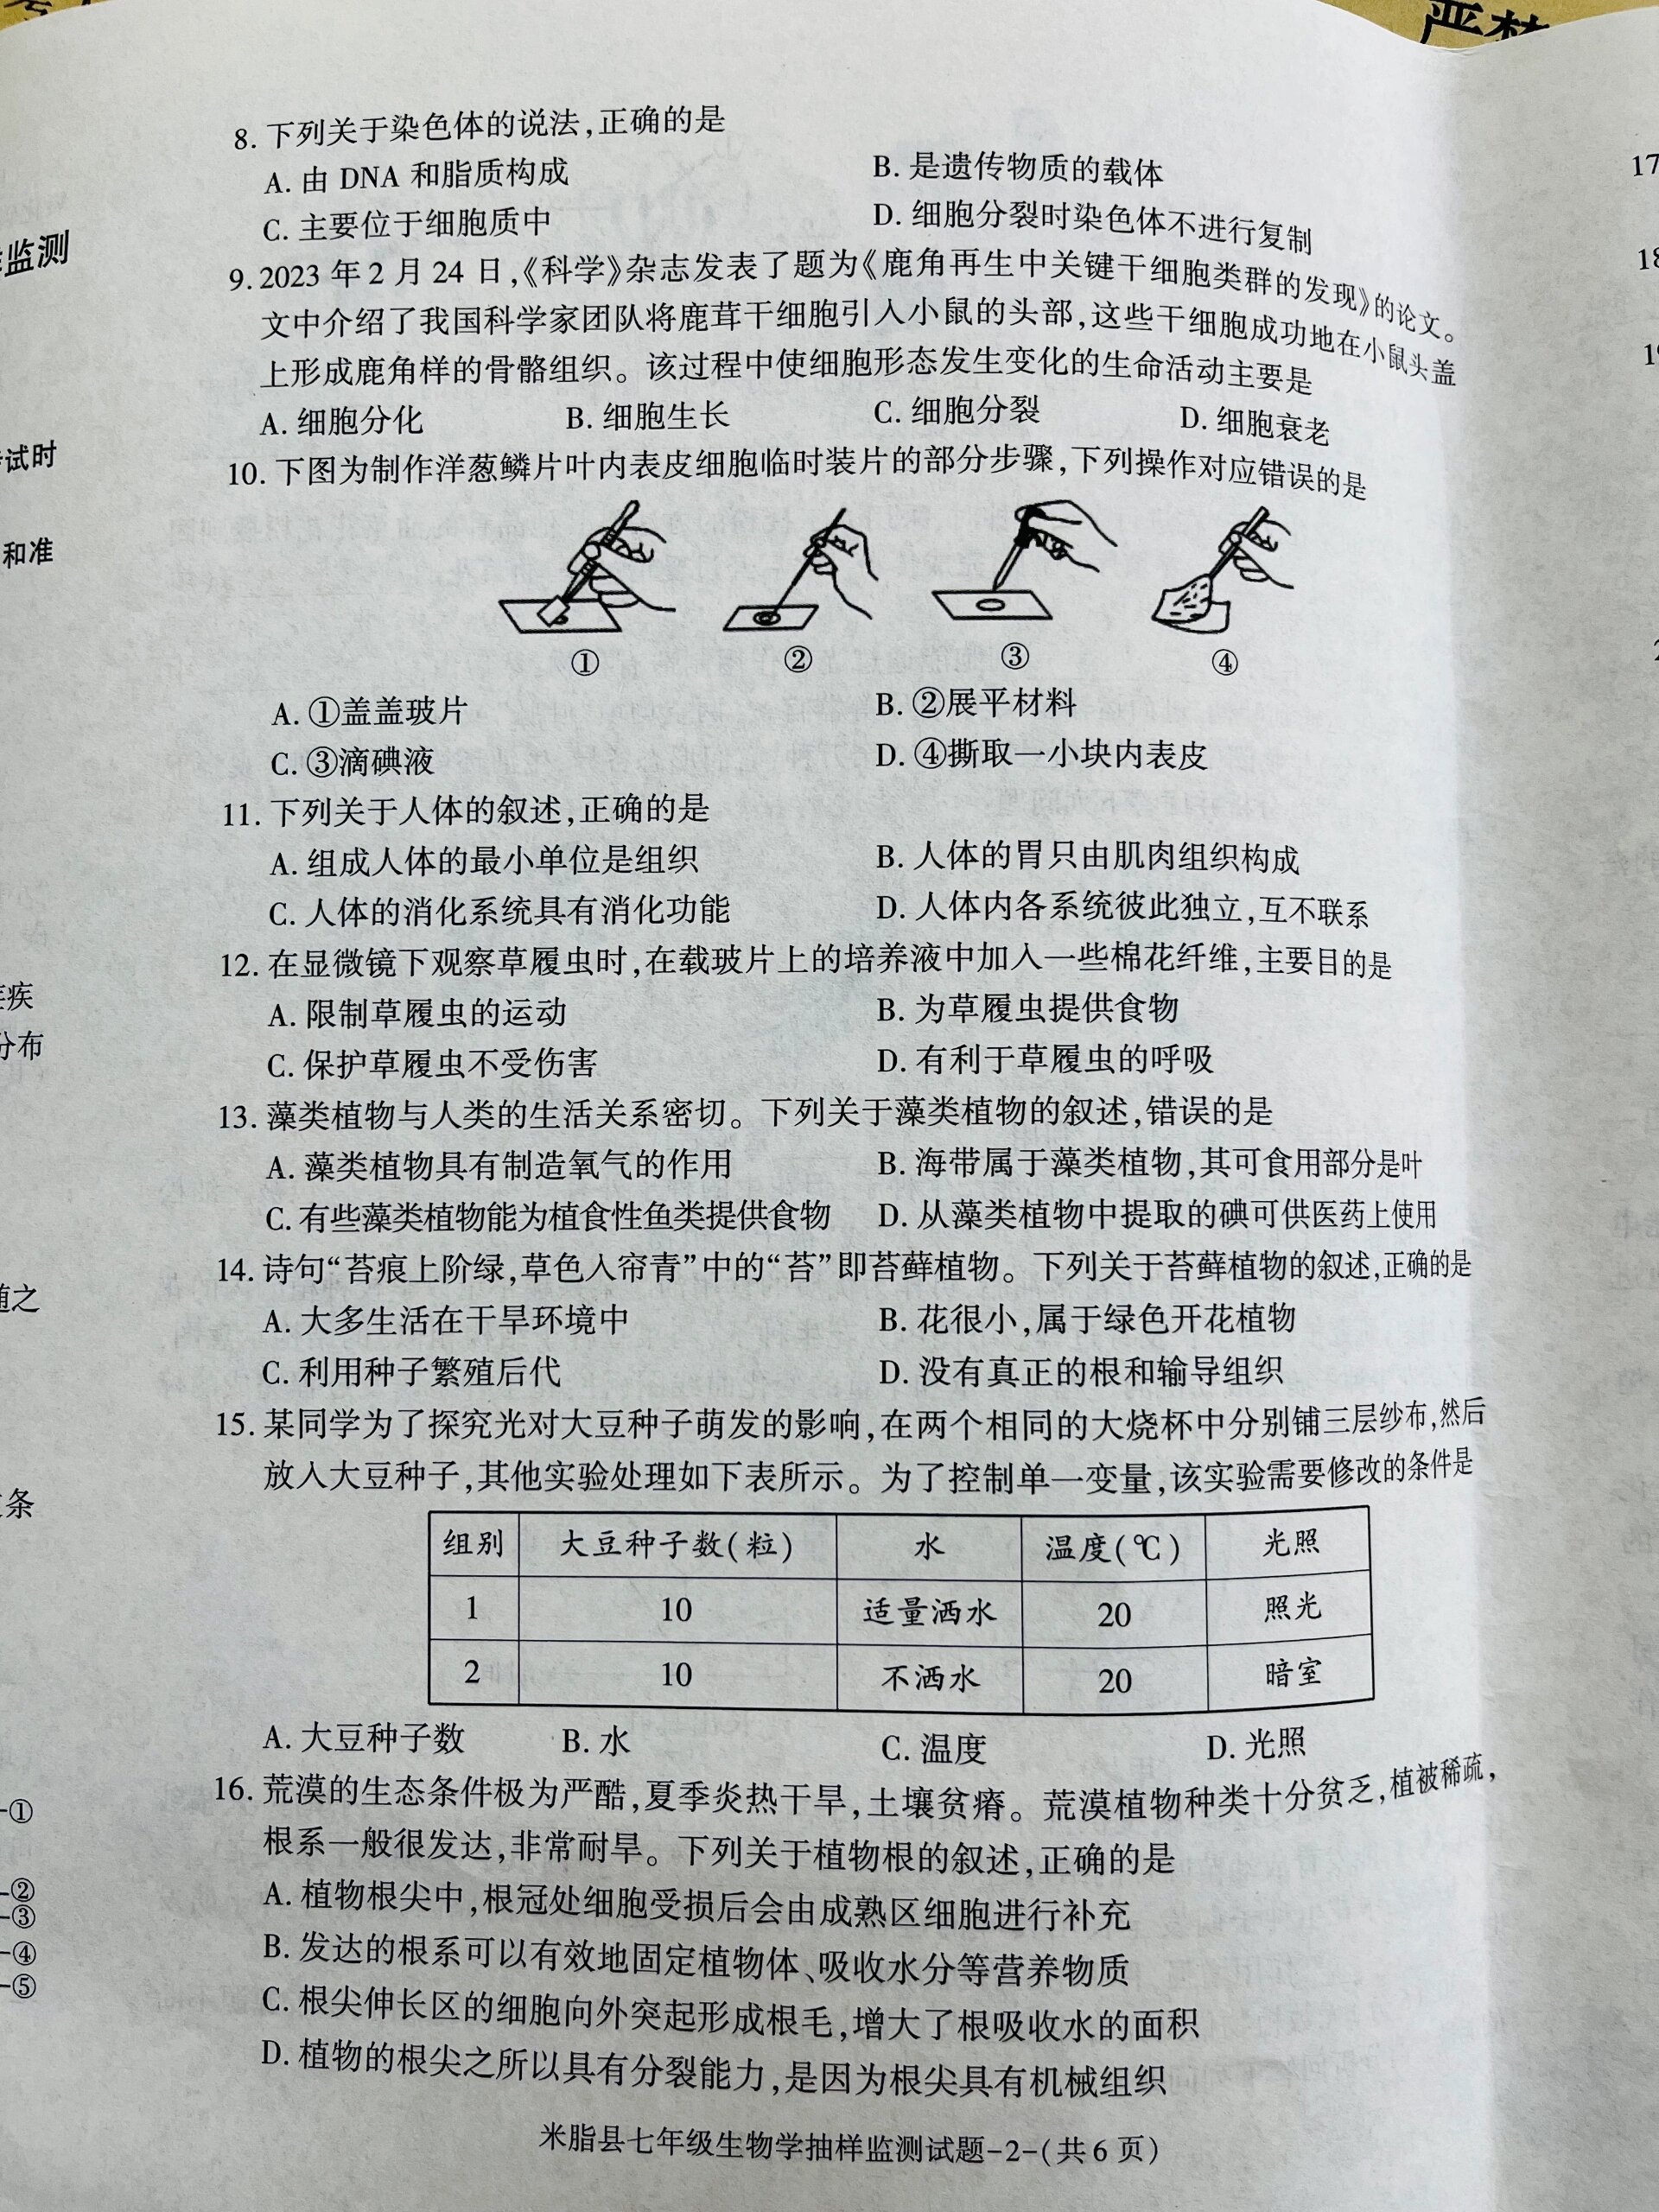 8. 下列关于染色体的说法,正确的是
A. 由 DNA 和脂质构成
B. 是遗传物质的载体
C. 主要位于细胞质中
D. 细胞分裂时染色体不进行复制
9. 2023 年 2 月 24 日,《科学》杂志发表了题为《鹿角再生中关键干细胞类群的发现》的论文。
文中介绍了我国科学家团队将鹿茸干细胞引入小鼠的头部,这些干细胞成功地在小鼠头盖
上形成鹿角样的骨骼组织。该过程中使细胞形态发生变化的生命活动主要是
A. 细胞分化
B. 细胞生长
C. 细胞分裂
D. 细胞衰老
10. 下图为制作洋葱鳞片叶内表皮细胞临时装片的部分步骤,下列操作对应错误的是
① ② ③ ④
A. ①盖盖玻片
B. ②展平材料
C. ③滴碘液
D. ④撕取一小块内表皮
11. 下列关于人体的叙述,正确的是
A. 组成人体的最小单位是组织
B. 人体的胃只由肌肉组织构成
C. 人体的消化系统具有消化功能
D. 人体内各系统彼此独立,互不联系
12. 在显微镜下观察草履虫时,在载玻片上的培养液中加入一些棉花纤维,主要目的是
A. 限制草履虫的运动
B. 为草履虫提供食物
C. 保护草履虫不受伤害
D. 有利于草履虫的呼吸
13. 藻类植物与人类的生活关系密切。下列关于藻类植物的叙述,错误的是
A. 藻类植物具有制造氧气的作用
B. 海带属于藻类植物,其可食用部分是叶
C. 有些藻类植物能为植食性鱼类提供食物
D. 从藻类植物中提取的碘可供医药上使用
14. 诗句“苔痕上阶绿,草色入帘青”中的“苔”即苔藓植物。下列关于苔藓植物的叙述,正确的是
A. 大多生活在干旱环境中
B. 花很小,属于绿色开花植物
C. 利用种子繁殖后代
D. 没有真正的根和输导组织
15. 某同学为了探究光对大豆种子萌发的影响,在两个相同的大烧杯中分别铺三层纱布,然后
放入大豆种子,其他实验处理如下表所示。为了控制单一变量,该实验需要修改的条件是
组别 大豆种子数(粒) 水 温度(℃) 光照
1 10 适量洒水 20 照光
2 10 不洒水 20 暗室
A. 大豆种子数
B. 水
C. 温度
D. 光照
16. 荒漠的生态条件极为严酷,夏季炎热干旱,土壤贫瘠。荒漠植物种类十分贫乏,植被稀疏,
根系一般很发达,非常耐旱。下列关于植物根的叙述,正确的是
A. 植物根尖中,根冠处细胞受损后会由成熟区细胞进行补充
B. 发达的根系可以有效地固定植物体、吸收水分等营养物质
C. 根尖伸长区的细胞向外突起形成根毛,增大了根吸收水的面积
D. 植物的根尖之所以具有分裂能力,是因为根尖具有机械组织
米脂县七年级生物学抽样监测试题-2-(共 6 页)
监测
试时
和准
疾
分布
随之
条
①
②
③
④
⑤
17
18